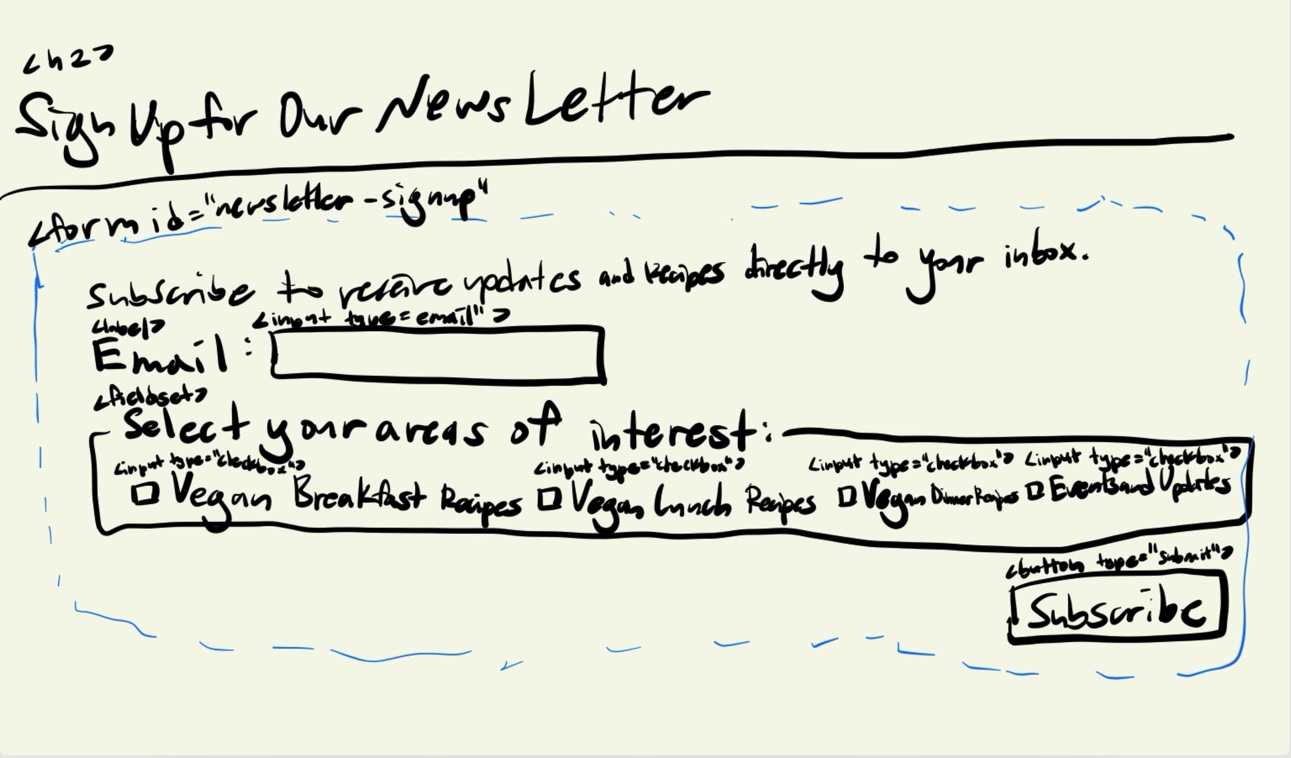 <h2>
Sign Up for Our NewsLetter
<form id="newsletter-signup"
Subscribe to receive updates and Recipes directly to your inbox.
<label> <input type=email">
Email:
<fieldset>
Select your areas of interest:
<input type="checkbox"> <input type="checkbox"> <input type="checkbox"> <input type="checkbox">
Vegan Breakfast Recipes Vegan Lunch Recipes Vegan Dinner Recipes Events and Updates
<button type="submit">
Subscribe